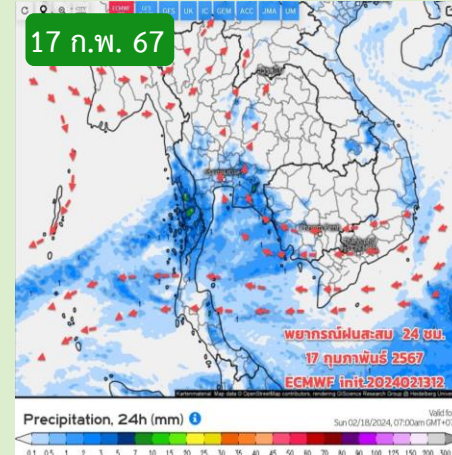 ECMWF GFS UK IC GEM ACC JMA UM
17 ก.พ. 67
พยากรณ์ฝนสะสม 24 ชม.
17 กุมภาพันธ์ 2567
ECMWF init.2024021312
Precipitation, 24h (mm)
Valid for
Sun 02/18/2024, 07:00am GMT+07
0.1 0.5 1 2 3 5 7 10 15 20 25 30 35 40 45 50 60 70 80 90 100 125 150 200 300